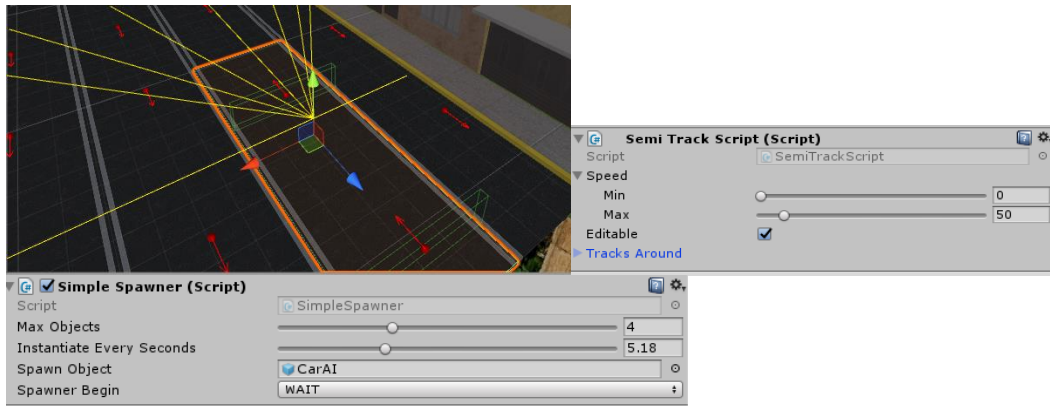 Semi Track Script (Script)
Script SemiTrackScript
Speed
Min 0
Max 50
Editable
Tracks Around
Simple Spawner (Script)
Script SimpleSpawner
Max Objects 4
Instantiate Every Seconds 5.18
Spawn Object CarAI
Spawner Begin WAIT